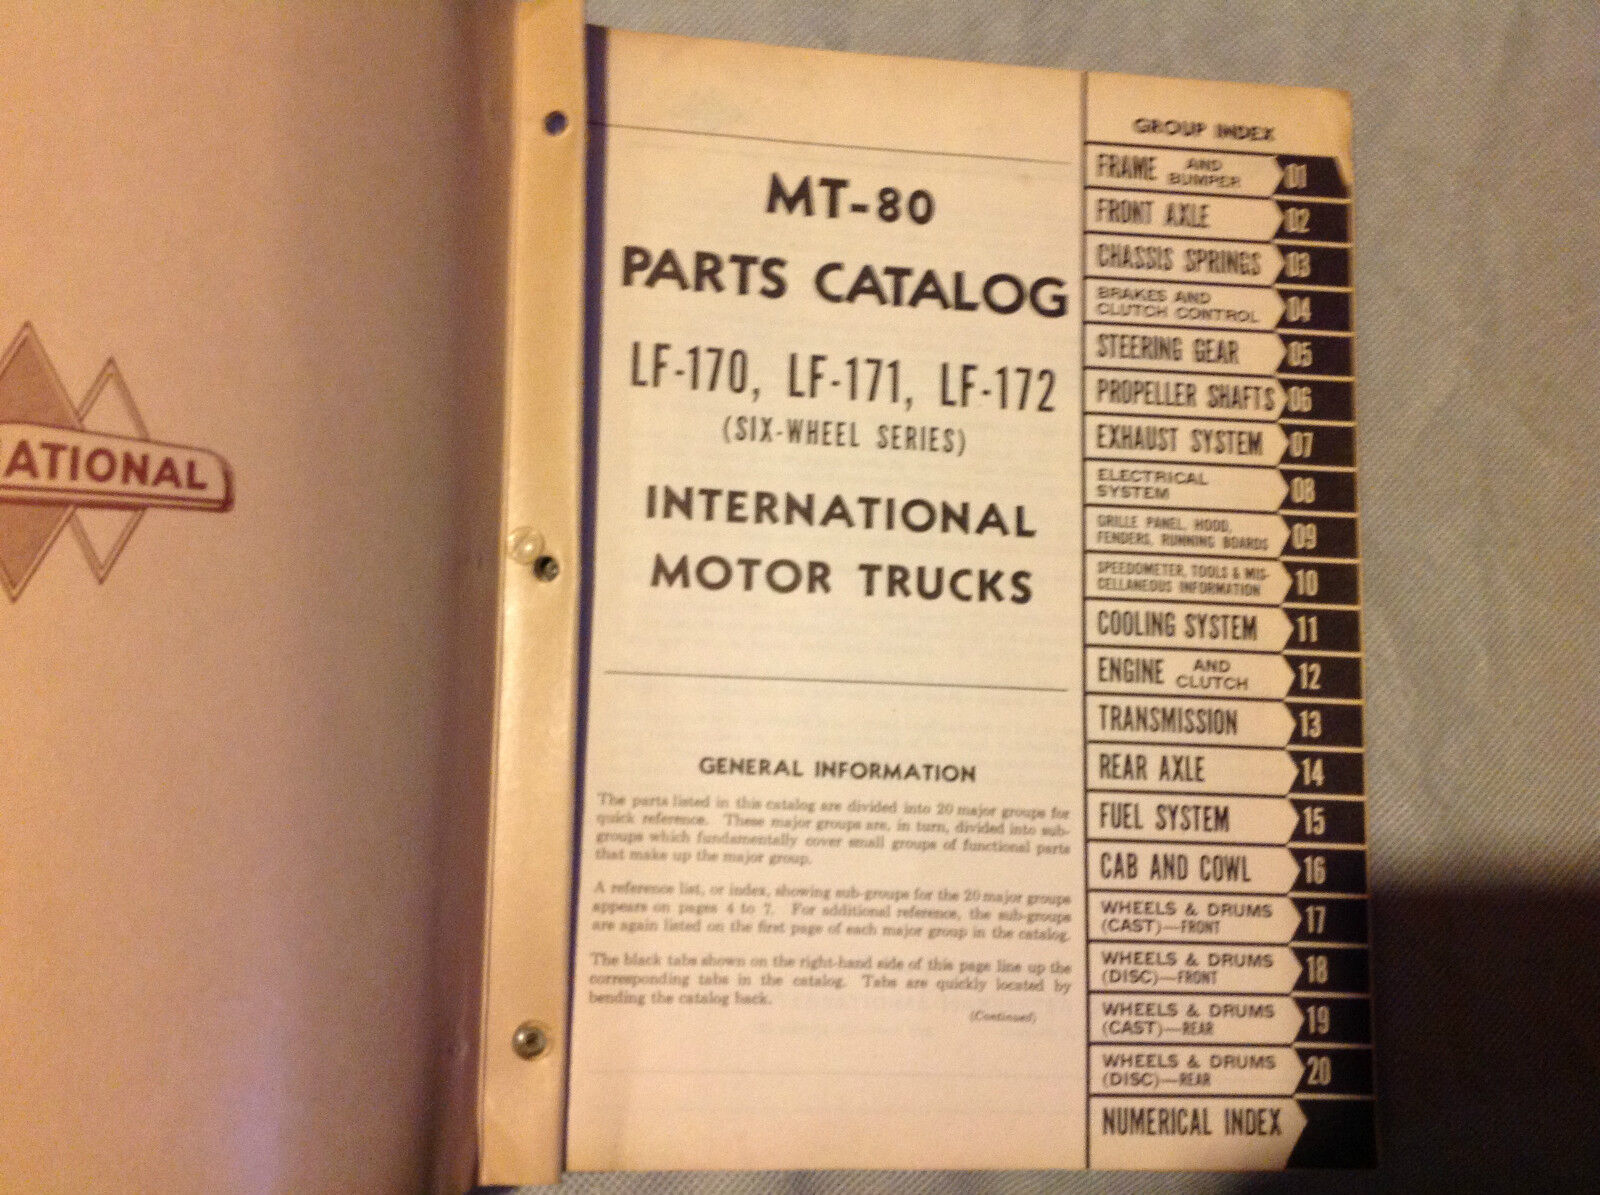 ATIONAL
MT-80
PARTS CATALOG
LF-170, LF-171, LF-172
(SIX-WHEEL SERIES)
INTERNATIONAL
MOTOR TRUCKS
GENERAL INFORMATION
The parts listed in this catalog are divided into 20 major groups for
quick reference. These major groups are, in turn, divided into sub-
groups which fundamentally cover small groups of functional parts
that make up the major group.
A reference list, or index, showing sub-groups for the 20 major groups
appears on pages 4 to 7. For additional reference, the sub-groups
are again listed on the first page of each major group in the catalog.
The black tabs shown on the right-hand side of this page line up the
corresponding tabs in the catalog. Tabs are quickly located by
bending the catalog back.
(Continued)
GROUP INDEX
FRAME AND BUMPER 01
FRONT AXLE 02
CHASSIS SPRINGS 03
BRAKES AND
CLUTCH CONTROL 04
STEERING GEAR 05
PROPELLER SHAFTS 06
EXHAUST SYSTEM 07
ELECTRICAL
SYSTEM 08
GRILLE PANEL, HOOD,
FENDERS, RUNNING BOARDS 09
SPEEDOMETER, TOOLS & MIS-
CELLANEOUS INFORMATION 10
COOLING SYSTEM 11
ENGINE AND CLUTCH 12
TRANSMISSION 13
REAR AXLE 14
FUEL SYSTEM 15
CAB AND COWL 16
WHEELS & DRUMS
(CAST)—FRONT 17
WHEELS & DRUMS
(DISC)—FRONT 18
WHEELS & DRUMS
(CAST)—REAR 19
WHEELS & DRUMS
(DISC)—REAR 20
NUMERICAL INDEX